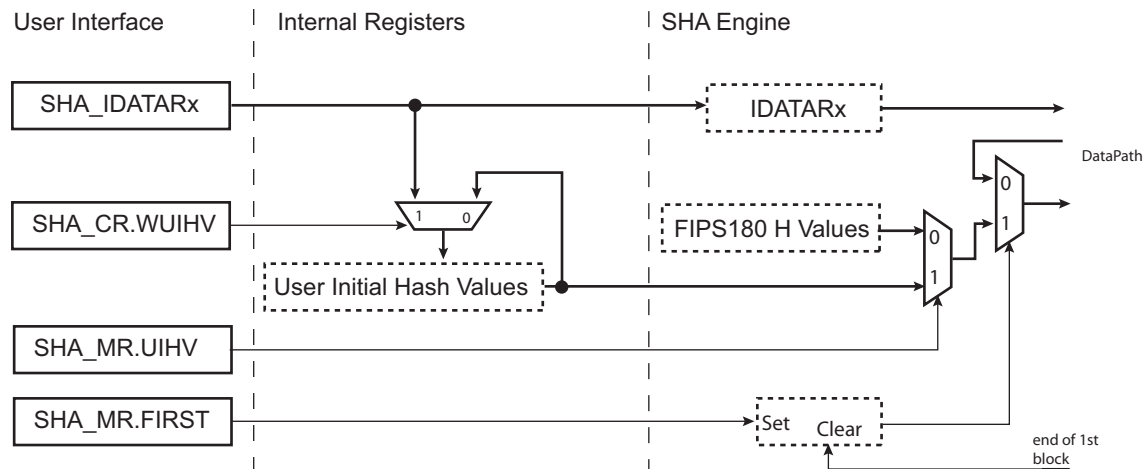 User Interface
Internal Registers
SHA Engine
SHA_IDATARx
IDATARx
DataPath
0
1
1
0
SHA_CR.WUIHV
FIPS180 H Values
0
1
User Initial Hash Values
SHA_MR.UIHV
SHA_MR.FIRST
Set
Clear
end of 1st
block